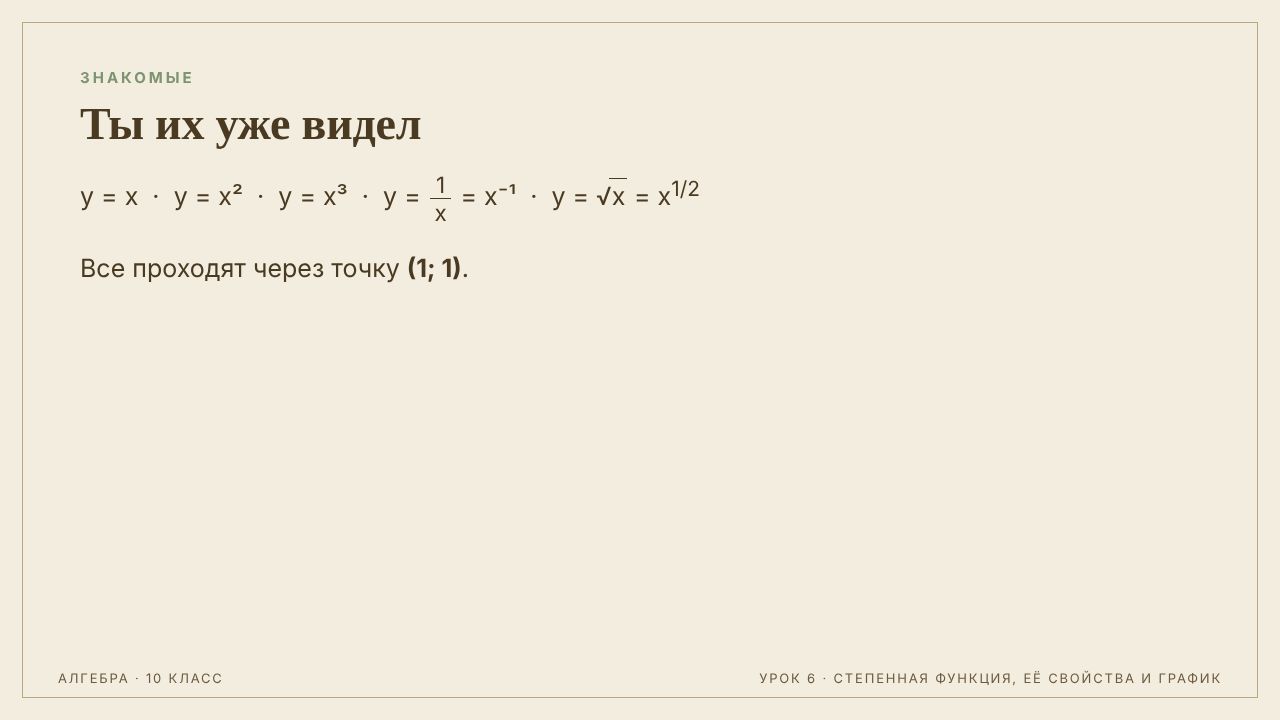 ЗНАКОМЫЕ
Ты их уже видел
y = x · y = x² · y = x³ · y = 1/x = x⁻¹ · y = √x = x^1/2
Все проходят через точку (1; 1).
АЛГЕБРА · 10 КЛАСС
УРОК 6 · СТЕПЕННАЯ ФУНКЦИЯ, ЕЁ СВОЙСТВА И ГРАФИК